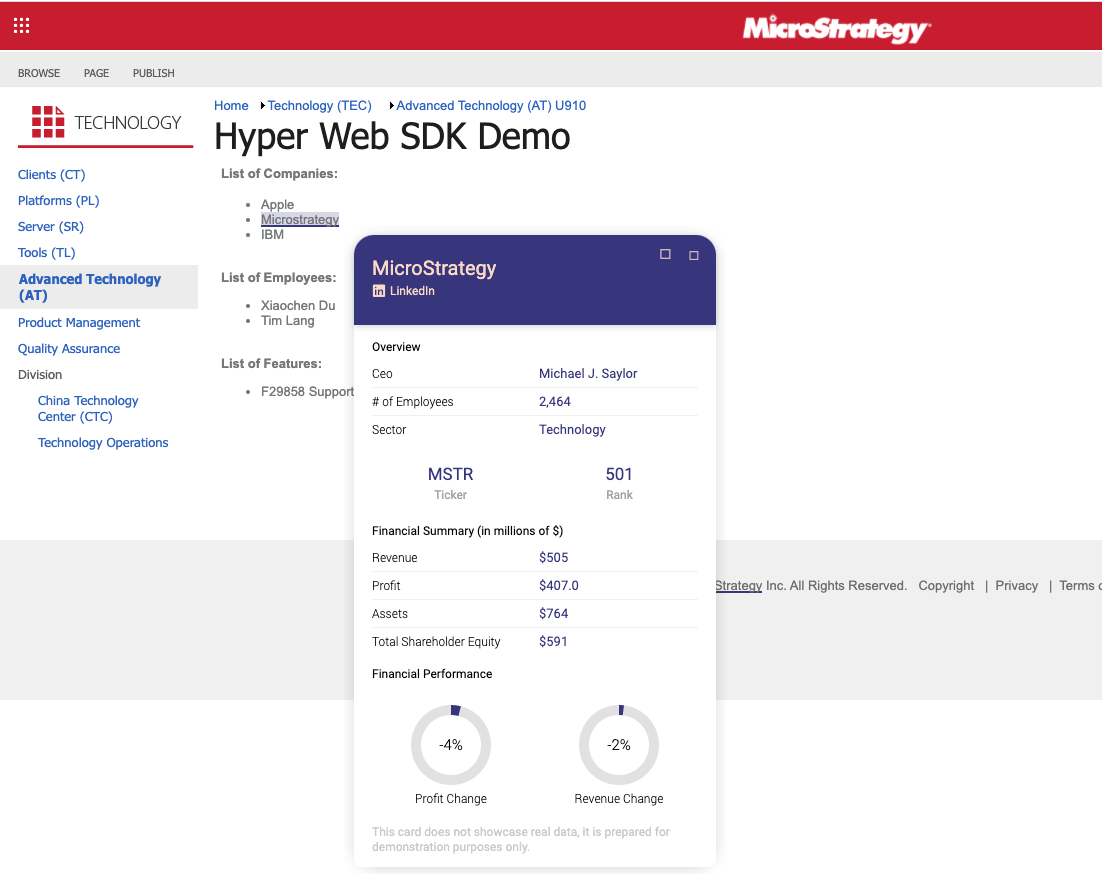 MicroStrategy
BROWSE PAGE PUBLISH
TECHNOLOGY
Clients (CT)
Platforms (PL)
Server (SR)
Tools (TL)
Advanced Technology
(AT)
Product Management
Quality Assurance
Division
China Technology
Center (CTC)
Technology Operations
Home Technology (TEC) Advanced Technology (AT) U910
Hyper Web SDK Demo
List of Companies:
Apple
Microstrategy
IBM
List of Employees:
Xiaochen Du
Tim Lang
List of Features:
F29858 Support
MicroStrategy
in LinkedIn
Overview
Ceo Michael J. Saylor
# of Employees 2,464
Sector Technology
MSTR 501
Ticker Rank
Financial Summary (in millions of $)
Revenue $505
Profit $407.0
Assets $764
Total Shareholder Equity $591
Financial Performance
-4% -2%
Profit Change Revenue Change
This card does not showcase real data, it is prepared for
demonstration purposes only.
Strategy Inc. All Rights Reserved. Copyright | Privacy | Terms